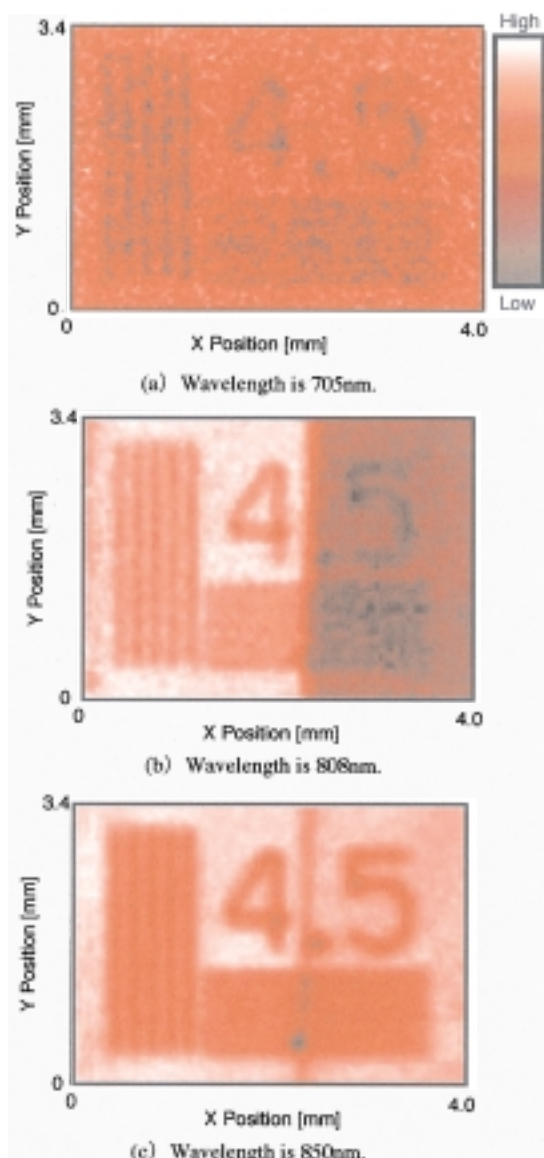 3.4
High
Y Position [mm]
4.5
0
Low
0
4.0
X Position [mm]
(a) Wavelength is 705nm.
3.4
Y Position [mm]
4.5
0
0
4.0
X Position [mm]
(b) Wavelength is 808nm.
3.4
Y Position [mm]
4.5
0
0
4.0
X Position [mm]
(c) Wavelength is 850nm.